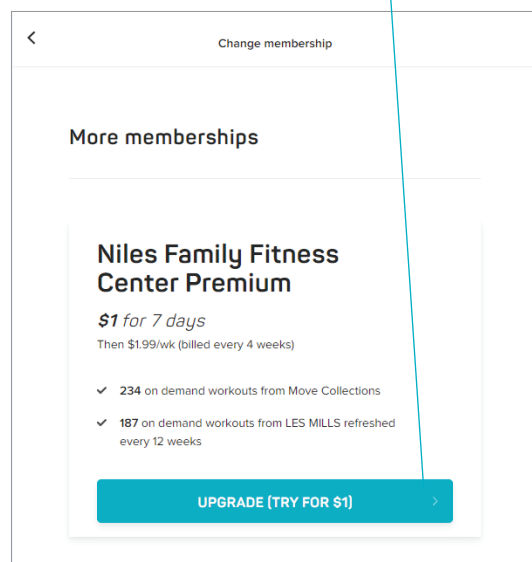 Change membership
More memberships
Niles Family Fitness
Center Premium
$1 for 7 days
Then $1.99/wk (billed every 4 weeks)
234 on demand workouts from Move Collections
187 on demand workouts from LES MILLS refreshed
every 12 weeks
UPGRADE (TRY FOR $1)